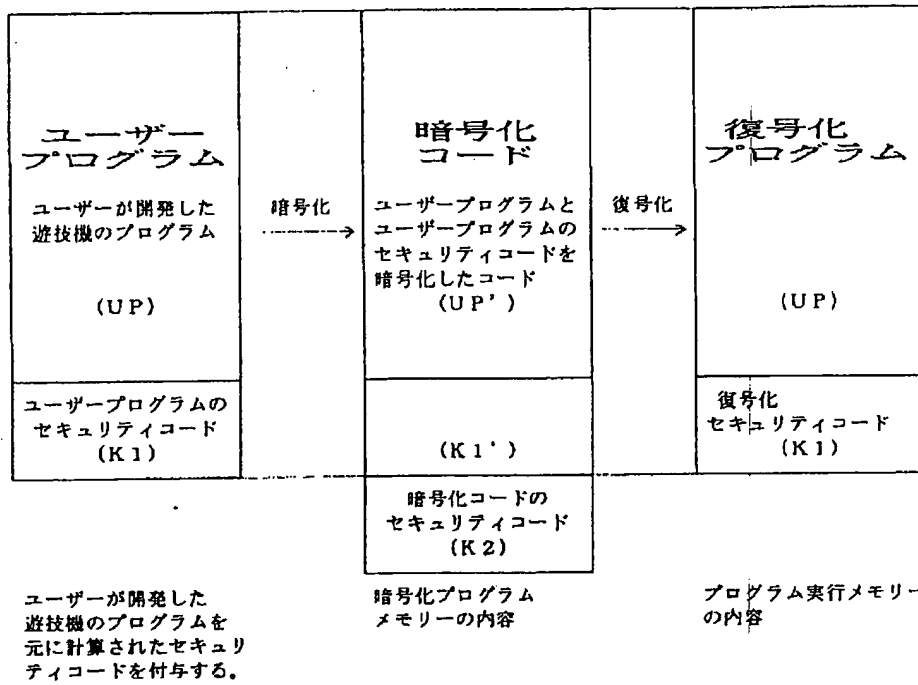 ユーザー
プログラム
ユーザーが開発した
遊技機のプログラム
(UP)
ユーザープログラムの
セキュリティコード
(K1)
ユーザーが開発した
遊技機のプログラムを
元に計算されたセキュリ
ティコードを付与する。
暗号化
暗号化
コード
ユーザープログラムと
ユーザープログラムの
セキュリティコードを
暗号化したコード
(UP')
(K1')
暗号化コードの
セキュリティコード
(K2)
暗号化プログラム
メモリーの内容
復号化
復号化
プログラム
(UP)
復号化
セキュリティコード
(K1)
プログラム実行メモリー
の内容